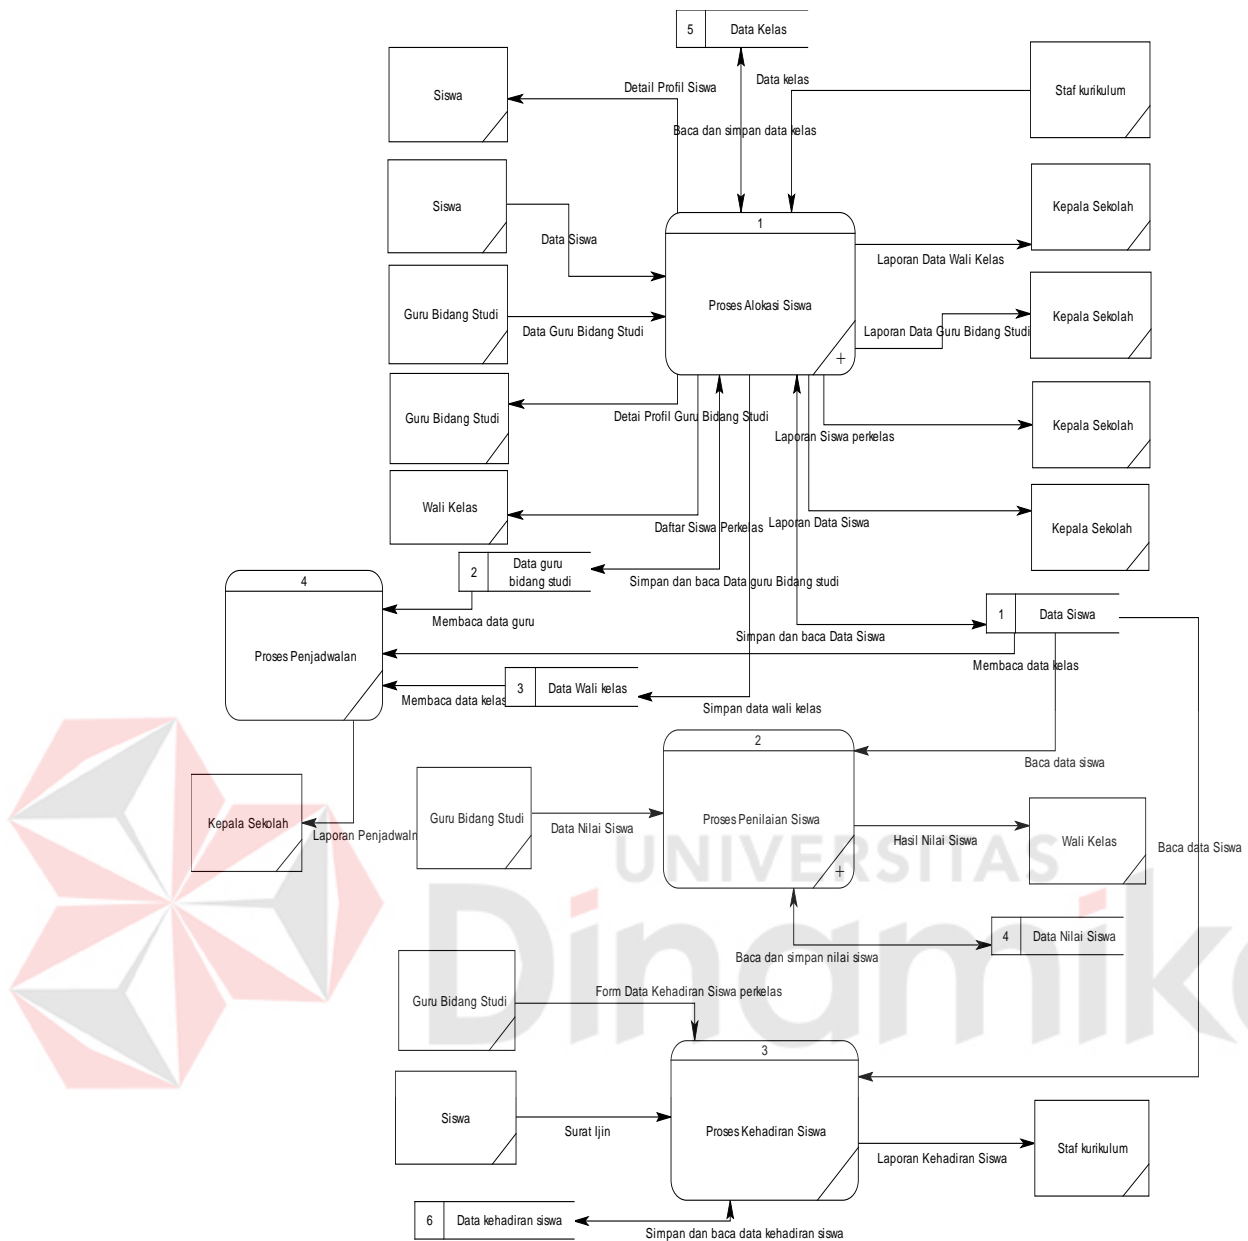 5 Data Kelas
Siswa
Detail Profil Siswa
Data kelas
Staf kurikulum
Baca dan simpan data kelas
Siswa
Data Siswa
1
Kepala Sekolah
Laporan Data Wali Kelas
Guru Bidang Studi
Data Guru Bidang Studi
Proses Alokasi Siswa
Kepala Sekolah
Laporan Data Guru Bidang Studi
+
Guru Bidang Studi
Detai Profil Guru Bidang Studi
Laporan Siswa perkelas
Kepala Sekolah
Wali Kelas
Daftar Siswa Perkelas
Laporan Data Siswa
Kepala Sekolah
2 Data guru
bidang studi
Simpan dan baca Data guru Bidang studi
4
Membaca data guru
Proses Penjadwalan
1 Data Siswa
Simpan dan baca Data Siswa
Membaca data kelas
3 Data Wali kelas
Membaca data kelas
Simpan data wali kelas
2
Baca data siswa
Kepala Sekolah
Laporan Penjadwaln
Guru Bidang Studi
Data Nilai Siswa
Proses Penilaian Siswa
Hasil Nilai Siswa
Wali Kelas
Baca data Siswa
+
UNIVERSITAS
Dinamika
4 Data Nilai Siswa
Baca dan simpan nilai siswa
Guru Bidang Studi
Form Data Kehadiran Siswa perkelas
3
Siswa
Surat Ijin
Proses Kehadiran Siswa
Laporan Kehadiran Siswa
Staf kurikulum
6 Data kehadiran siswa
Simpan dan baca data kehadiran siswa